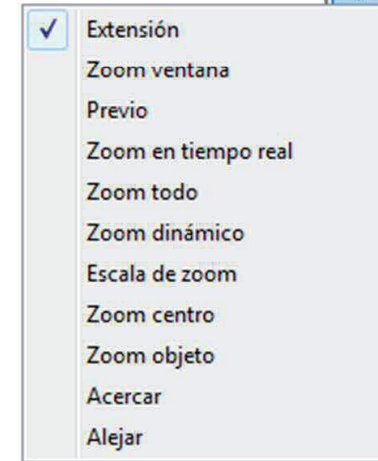 Extensión
Zoom ventana
Previo
Zoom en tiempo real
Zoom todo
Zoom dinámico
Escala de zoom
Zoom centro
Zoom objeto
Acercar
Alejar